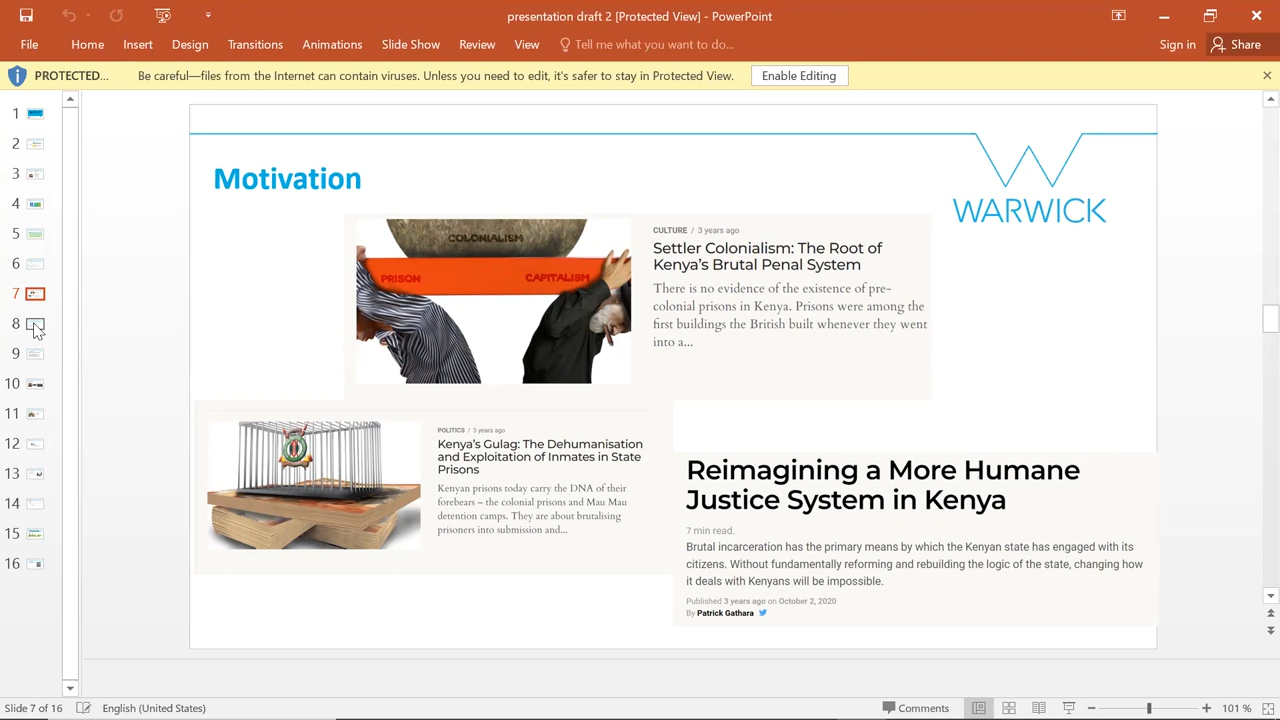 presentation draft 2 [Protected View] - PowerPoint
File Home Insert Design Transitions Animations Slide Show Review View Tell me what you want to do... Sign in Share
PROTECTED... Be careful—files from the Internet can contain viruses. Unless you need to edit, it's safer to stay in Protected View. Enable Editing
1
2
3
4
5
6
7
8
9
10
11
12
13
14
15
16
Motivation
WARWICK
COLONIALISM
PRISON CAPITALISM
CULTURE / 3 years ago
Settler Colonialism: The Root of
Kenya's Brutal Penal System
There is no evidence of the existence of pre-
colonial prisons in Kenya. Prisons were among the
first buildings the British built whenever they went
into a...
POLITICS / 3 years ago
Kenya's Gulag: The Dehumanisation
and Exploitation of Inmates in State
Prisons
Kenyan prisons today carry the DNA of their
forebears – the colonial prisons and Mau Mau
detention camps. They are about brutalising
prisoners into submission and...
Reimagining a More Humane
Justice System in Kenya
7 min read.
Brutal incarceration has the primary means by which the Kenyan state has engaged with its
citizens. Without fundamentally reforming and rebuilding the logic of the state, changing how
it deals with Kenyans will be impossible.
Published 3 years ago on October 2, 2020
By Patrick Gathara
Slide 7 of 16 English (United States) Comments 101 %